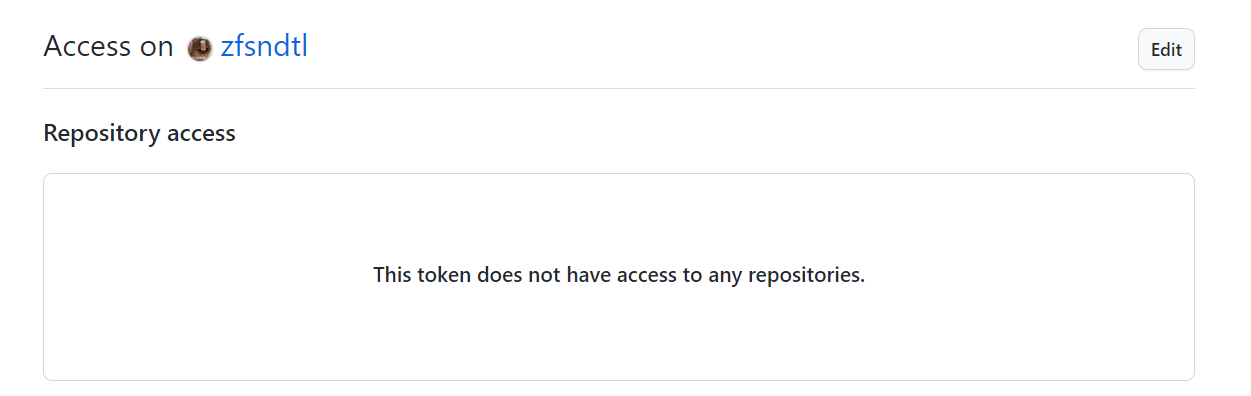 Access on zfsndtl
Edit
Repository access
This token does not have access to any repositories.